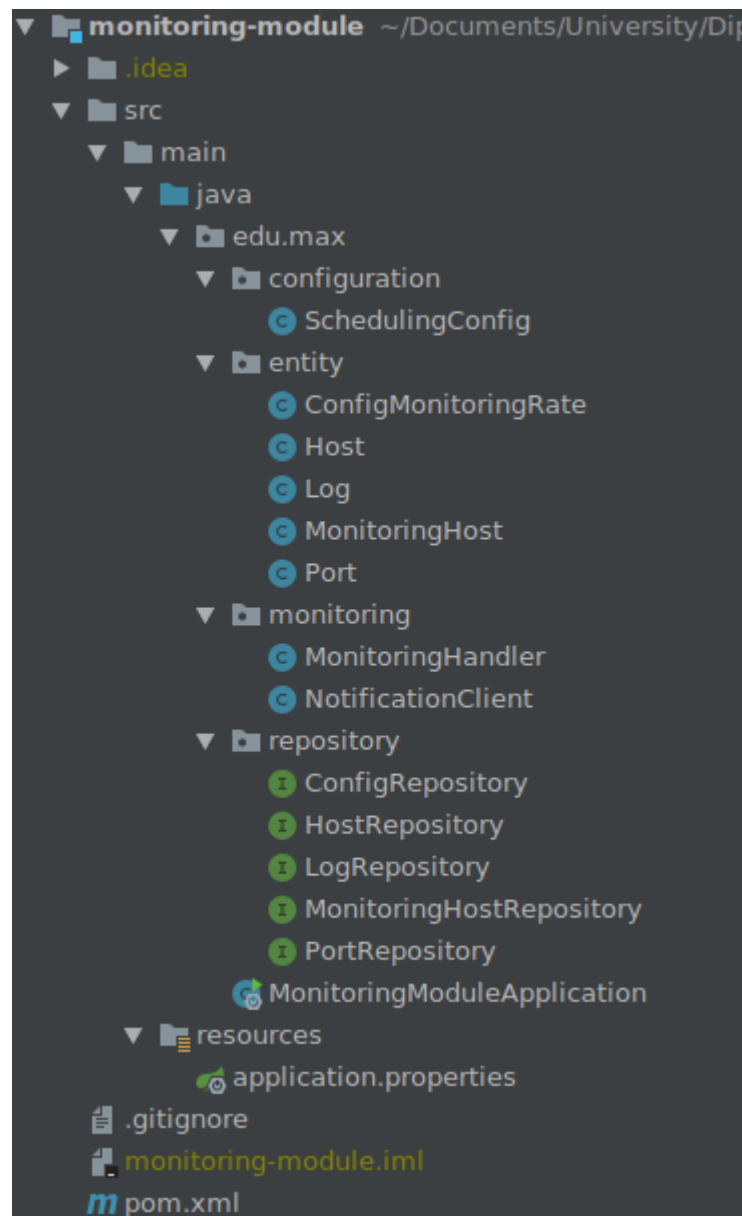 monitoring-module ~/Documents/University/Dip
.idea
src
main
java
edu.max
configuration
C SchedulingConfig
entity
C ConfigMonitoringRate
C Host
C Log
C MonitoringHost
C Port
monitoring
C MonitoringHandler
C NotificationClient
repository
I ConfigRepository
I HostRepository
I LogRepository
I MonitoringHostRepository
I PortRepository
MonitoringModuleApplication
resources
application.properties
.gitignore
monitoring-module.iml
m pom.xml